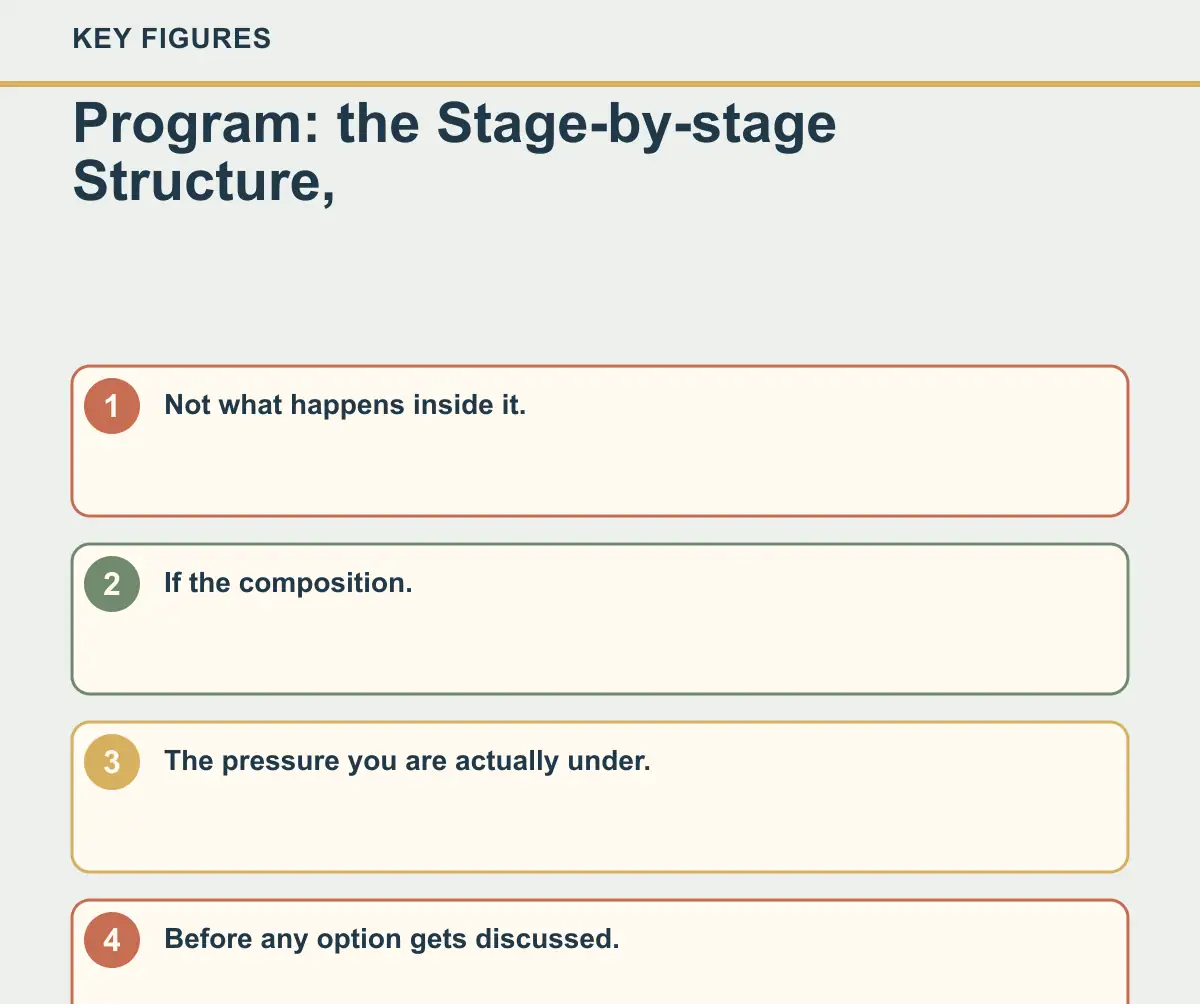 KEY FIGURES
Program: the Stage-by-stage
Structure,
1 Not what happens inside it.
2 If the composition.
3 The pressure you are actually under.
4 Before any option gets discussed.